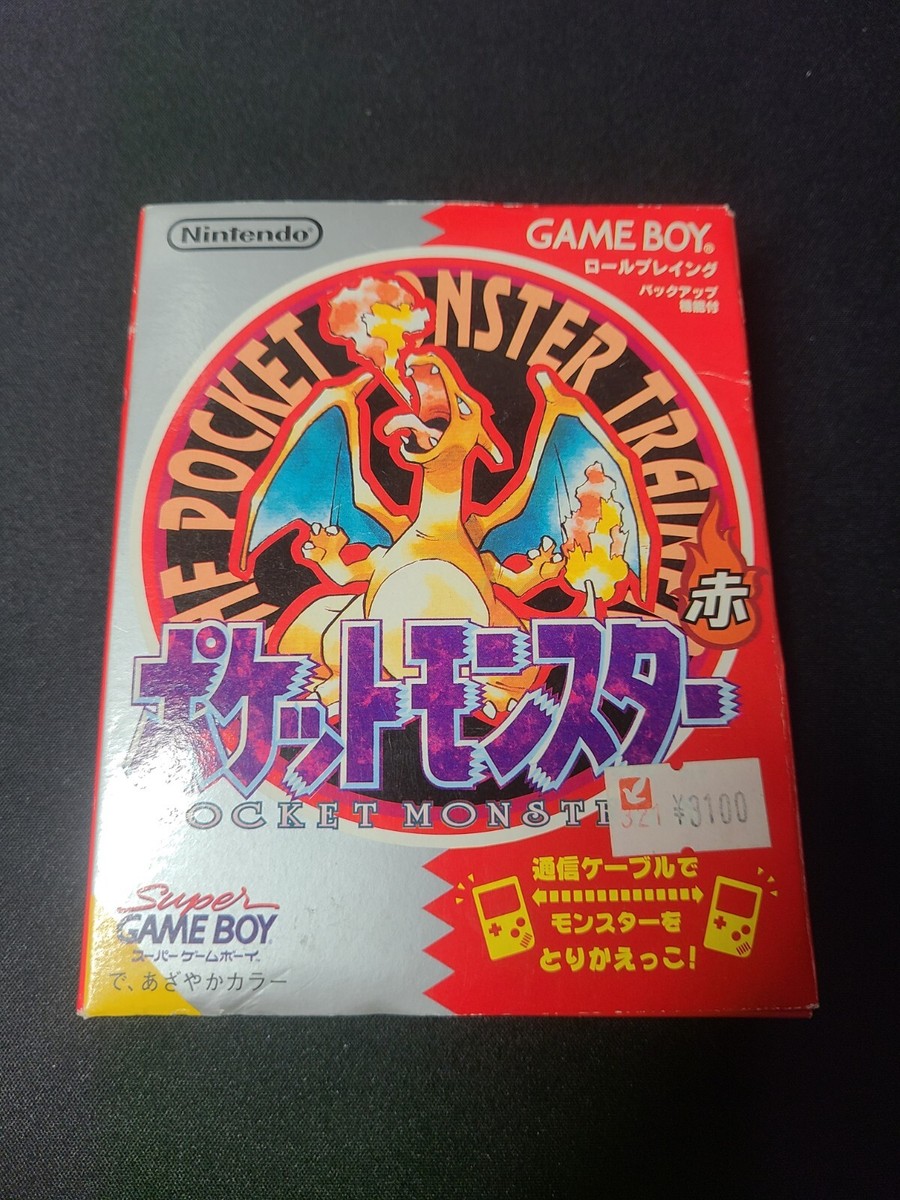 Nintendo®
GAME BOY®
ロールプレイング
バックアップ
機能付
POCKET MONSTER TRAINER
赤
ポケットモンスター
POCKET MONSTE
321 ¥3100
通信ケーブルで
モンスターを
とりかえっこ!
Super
GAME BOY
スーパーゲームボーイ
で、あざやかカラー